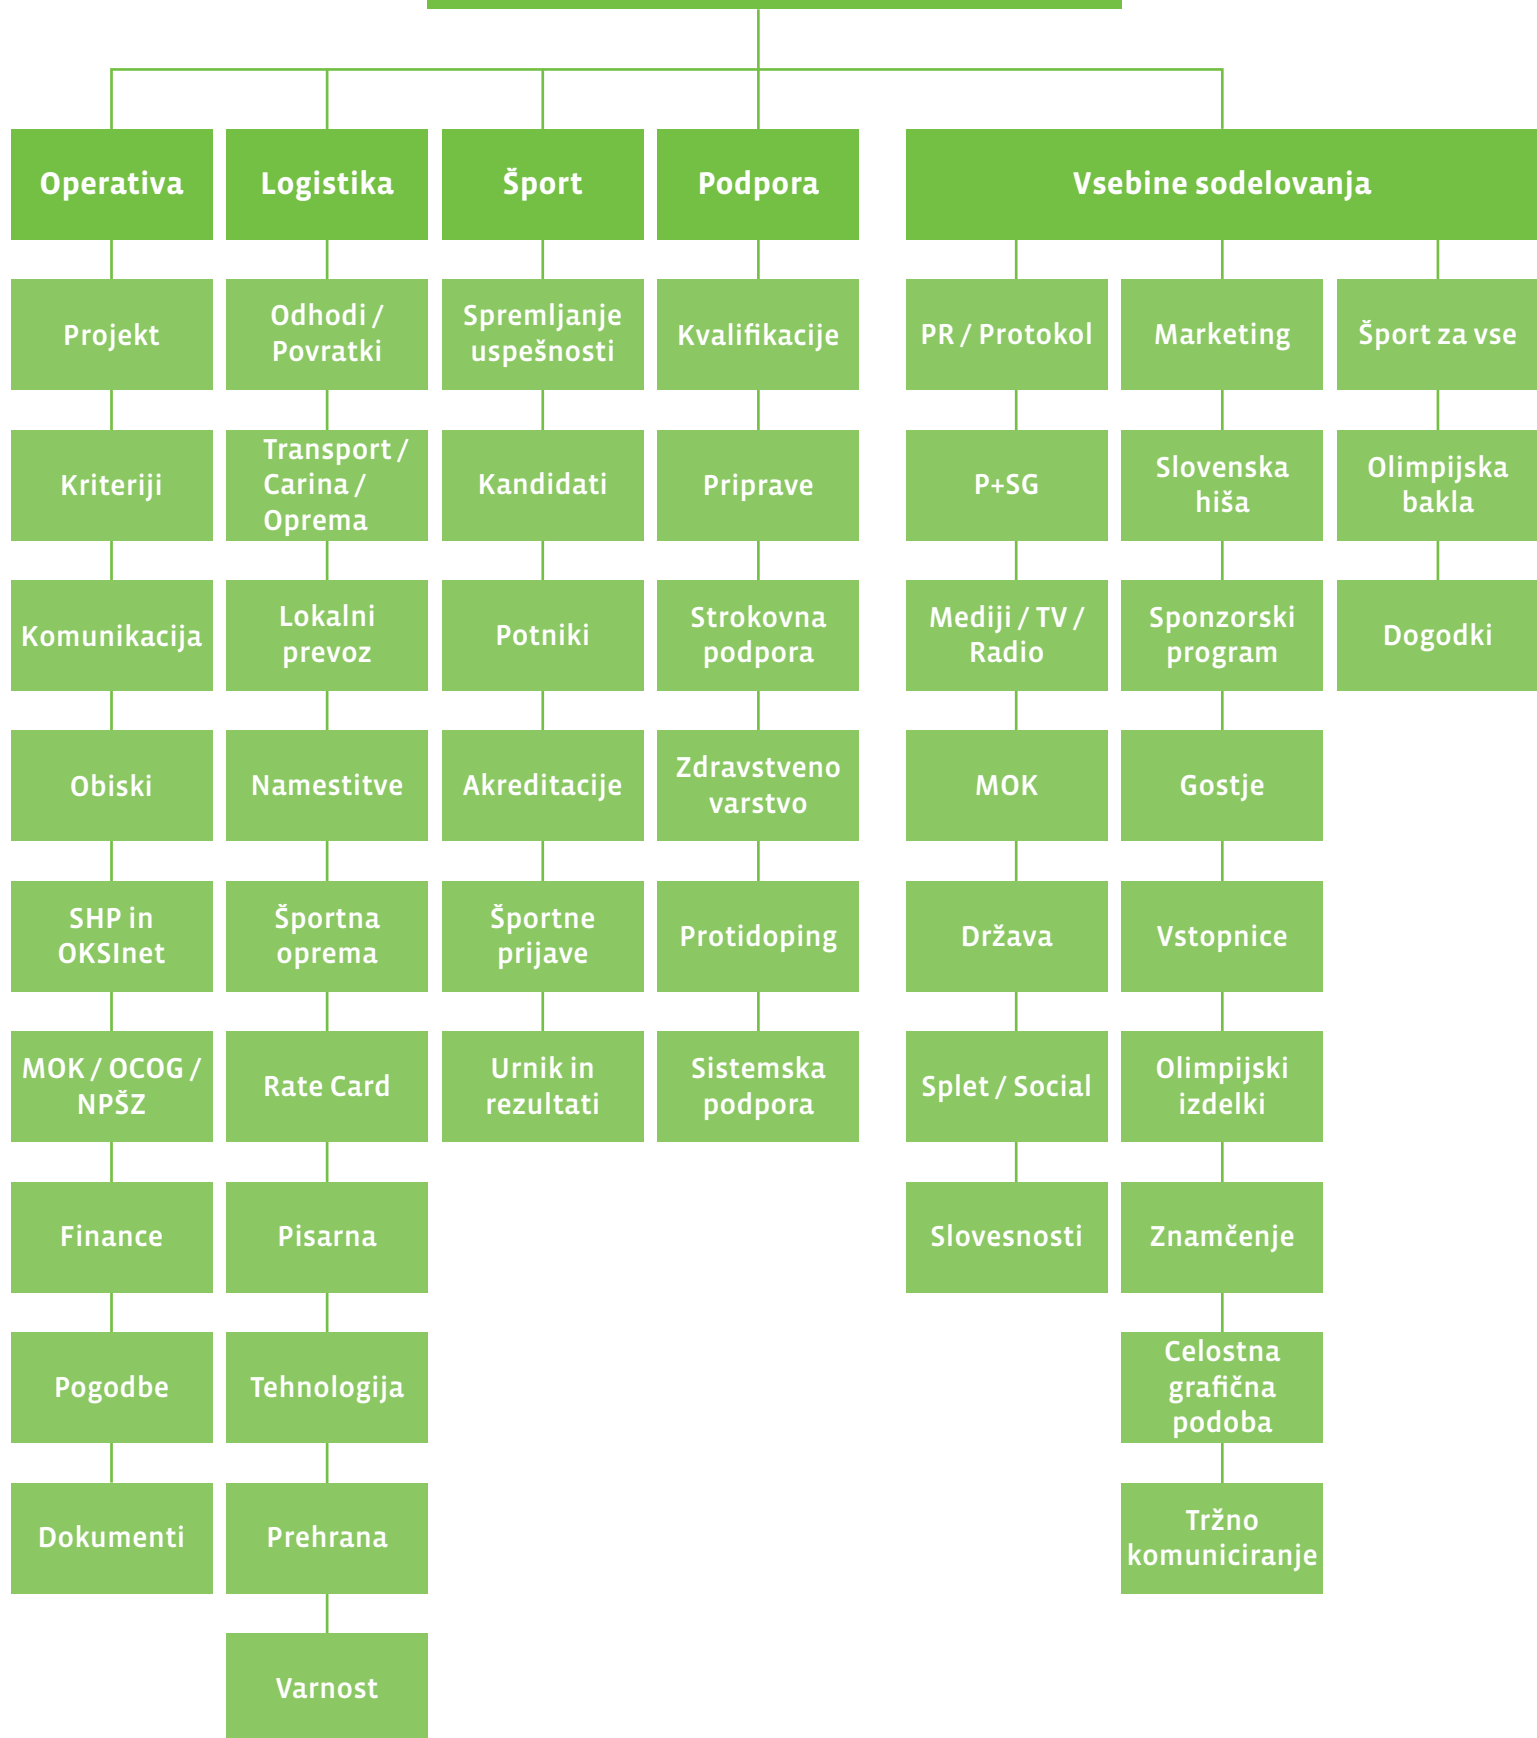 Operativa
Logistika
Šport
Podpora
Vsebine sodelovanja
Projekt
Kriteriji
Komunikacija
Obiski
SHP in
OKSInet
MOK / OCOG /
NPŠZ
Finance
Pogodbe
Dokumenti
Odhodi /
Povratki
Transport /
Carina /
Oprema
Lokalni
prevoz
Namestitve
Športna
oprema
Rate Card
Pisarna
Tehnologija
Prehrana
Varnost
Spremljanje
uspešnosti
Kandidati
Potniki
Akreditacije
Športne
prijave
Urnik in
rezultati
Kvalifikacije
Priprave
Strokovna
podpora
Zdravstveno
varstvo
Protidoping
Sistemska
podpora
PR / Protokol
P+SG
Mediji / TV /
Radio
MOK
Država
Splet / Social
Slovesnosti
Marketing
Slovenska
hiša
Sponzorski
program
Gostje
Vstopnice
Olimpijski
izdelki
Znamčenje
Celostna
grafična
podoba
Tržno
komuniciranje
Šport za vse
Olimpijska
bakla
Dogodki